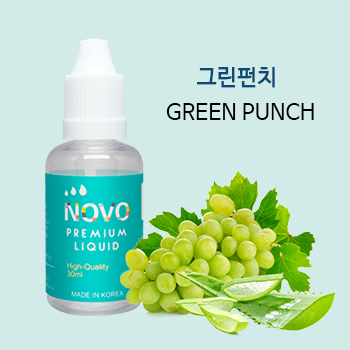 그린펀치
GREEN PUNCH
NOVO
PREMIUM
LIQUID
High-Quality
30ml
MADE IN KOREA